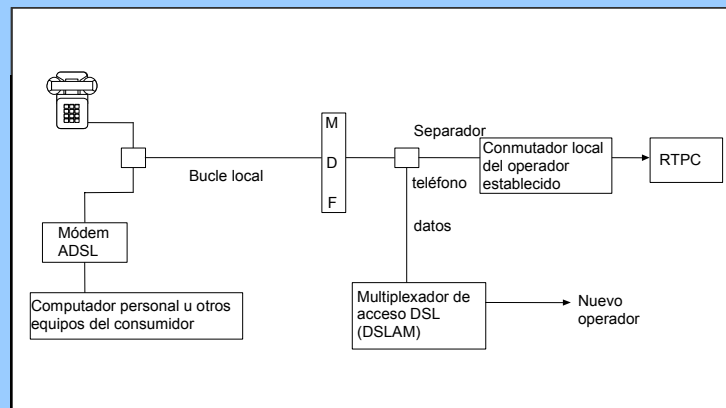 M
D
F
Separador
Conmutador local
del operador
establecido
RTPC
Bucle local
teléfono
Módem
ADSL
datos
Computador personal u otros
equipos del consumidor
Multiplexador de
acceso DSL
(DSLAM)
Nuevo
operador